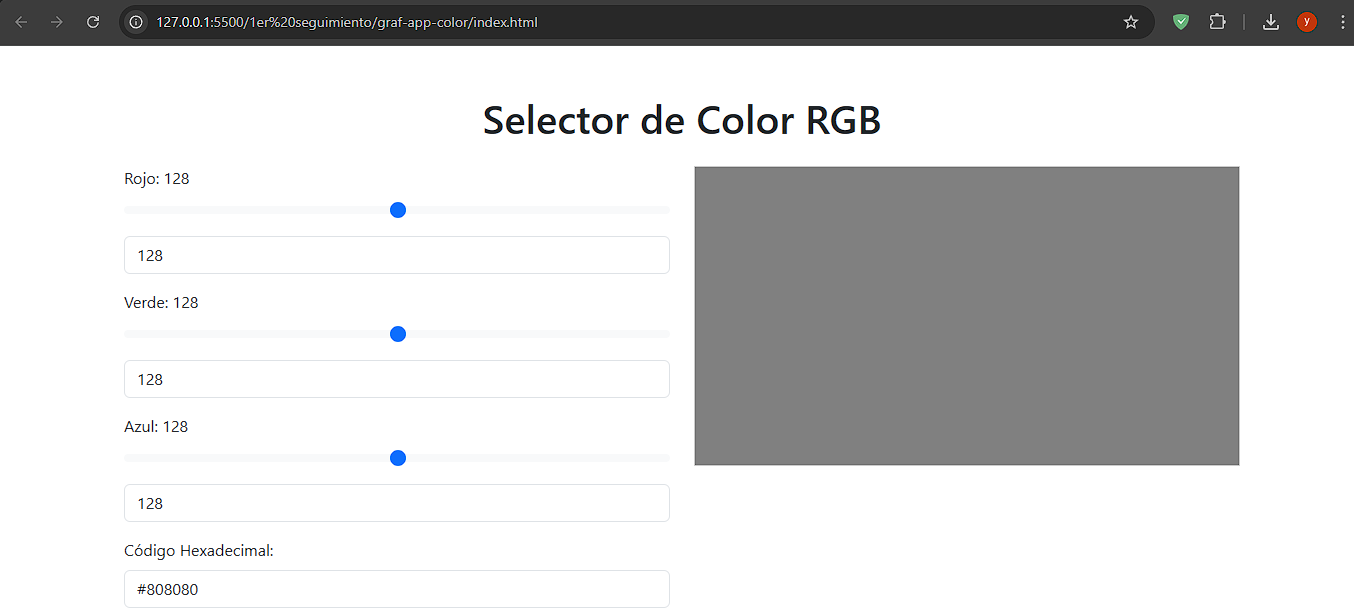 127.0.0.1:5500/1er%20seguimiento/graf-app-color/index.html
y
Selector de Color RGB
Rojo: 128
128
Verde: 128
128
Azul: 128
128
Código Hexadecimal:
#808080